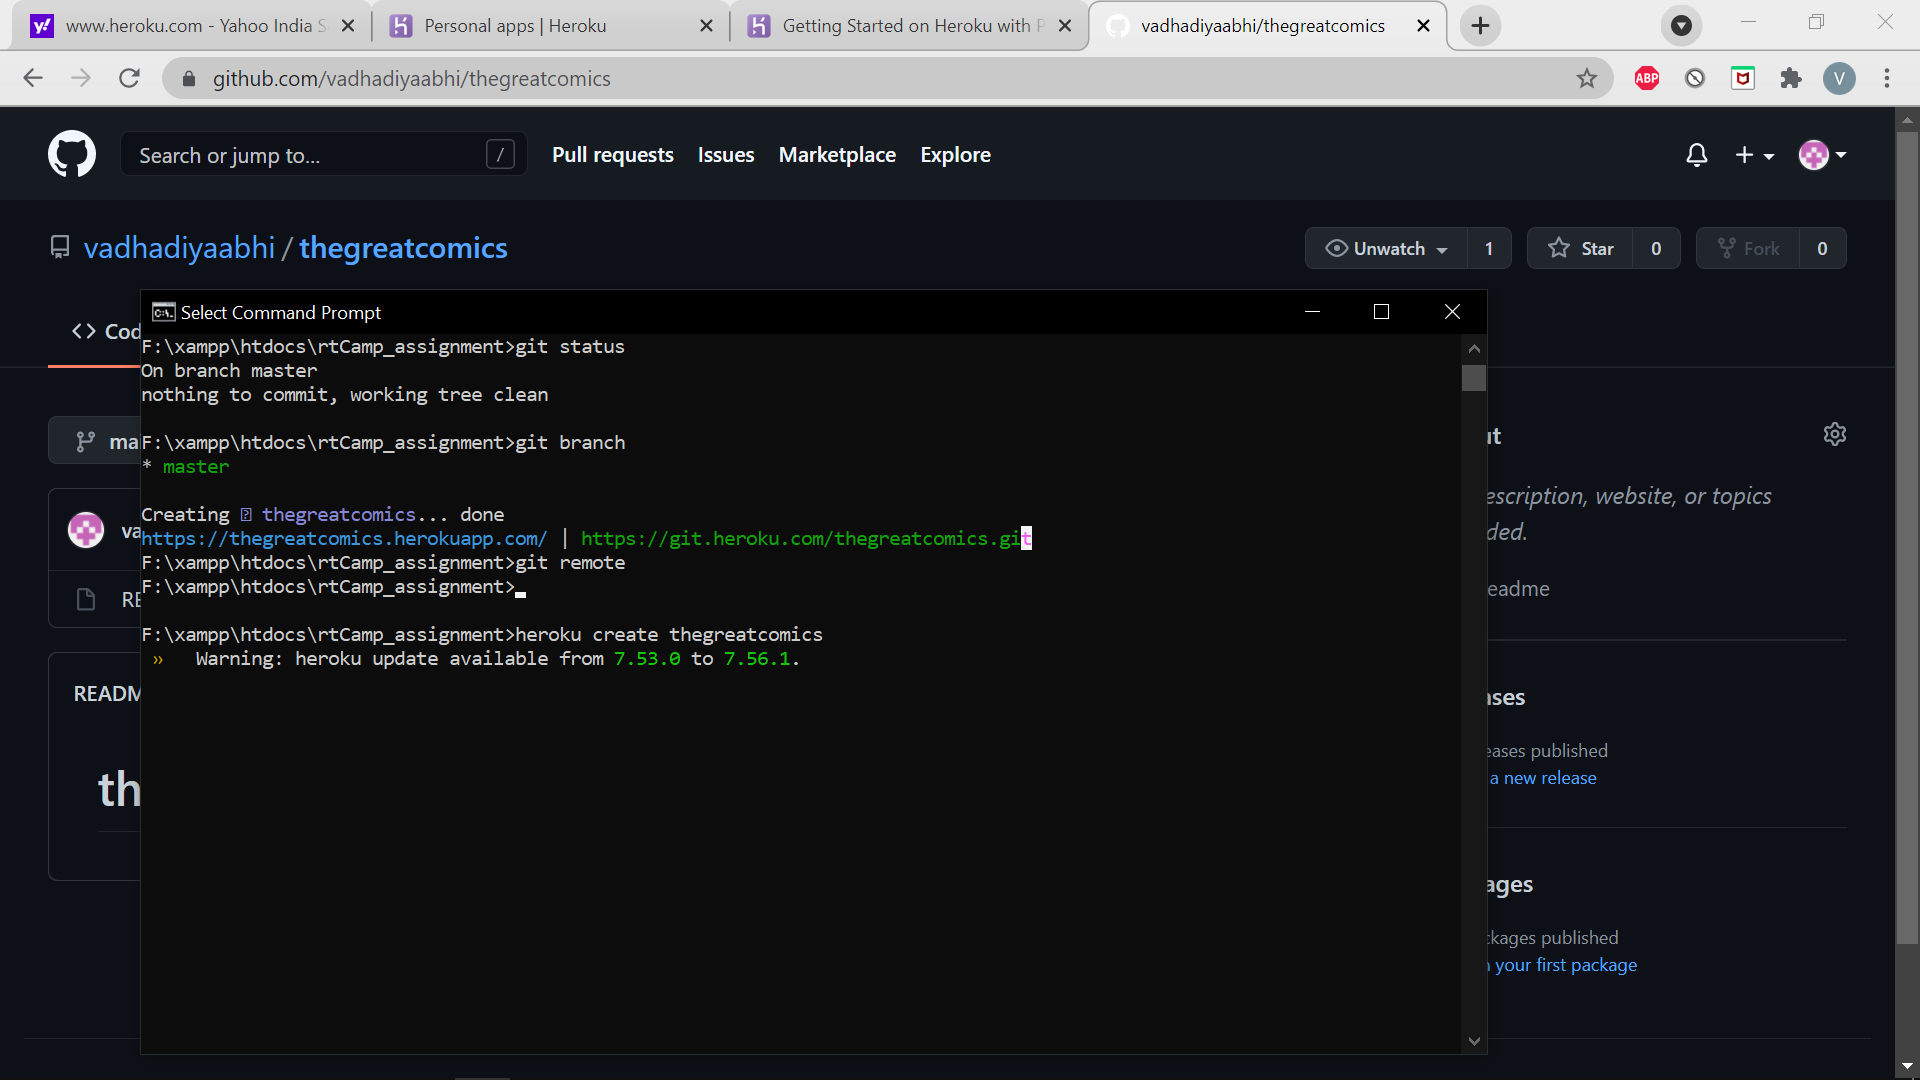 www.heroku.com - Yahoo India S
Personal apps | Heroku
Getting Started on Heroku with P
vadhadiyaabhi/thegreatcomics
github.com/vadhadiyaabhi/thegreatcomics
ABP
V
Search or jump to...
/
Pull requests
Issues
Marketplace
Explore
vadhadiyaabhi / thegreatcomics
Unwatch 1
Star 0
Fork 0
Select Command Prompt
<> Cod
F:\xampp\htdocs\rtCamp_assignment>git status
On branch master
nothing to commit, working tree clean
F:\xampp\htdocs\rtCamp_assignment>git branch
* master
Creating thegreatcomics... done
https://thegreatcomics.herokuapp.com/ | https://git.heroku.com/thegreatcomics.git
F:\xampp\htdocs\rtCamp_assignment>git remote
F:\xampp\htdocs\rtCamp_assignment>
F:\xampp\htdocs\rtCamp_assignment>heroku create thegreatcomics
» Warning: heroku update available from 7.53.0 to 7.56.1.
ma
va
RE
READM
th
ut
escription, website, or topics
ded.
eadme
ases
eases published
a new release
ages
ckages published
your first package